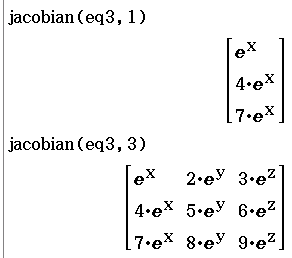 jacobian(eq3,1)
e^x
4·e^x
7·e^x
jacobian(eq3,3)
e^x 2·e^y 3·e^z
4·e^x 5·e^y 6·e^z
7·e^x 8·e^y 9·e^z